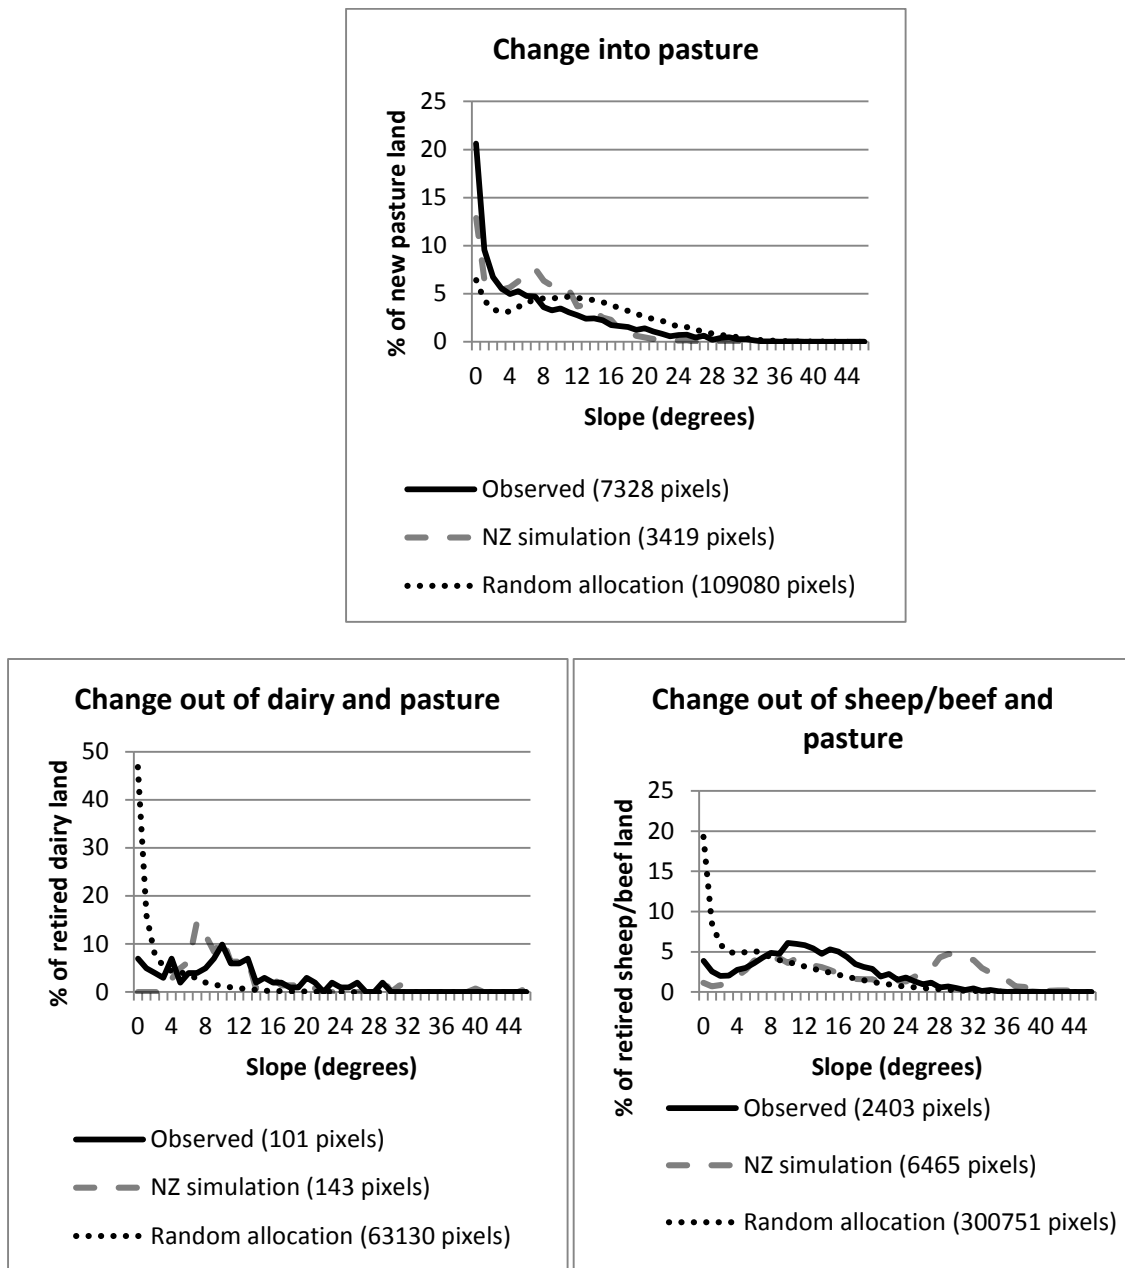 Change into pasture
% of new pasture land
25
20
15
10
5
0
0 4 8 12 16 20 24 28 32 36 40 44
Slope (degrees)
Observed (7328 pixels)
NZ simulation (3419 pixels)
Random allocation (109080 pixels)
Change out of dairy and pasture
% of retired dairy land
50
40
30
20
10
0
0 4 8 12 16 20 24 28 32 36 40 44
Slope (degrees)
Observed (101 pixels)
NZ simulation (143 pixels)
Random allocation (63130 pixels)
Change out of sheep/beef and
pasture
% of retired sheep/beef land
25
20
15
10
5
0
0 4 8 12 16 20 24 28 32 36 40 44
Slope (degrees)
Observed (2403 pixels)
NZ simulation (6465 pixels)
Random allocation (300751 pixels)